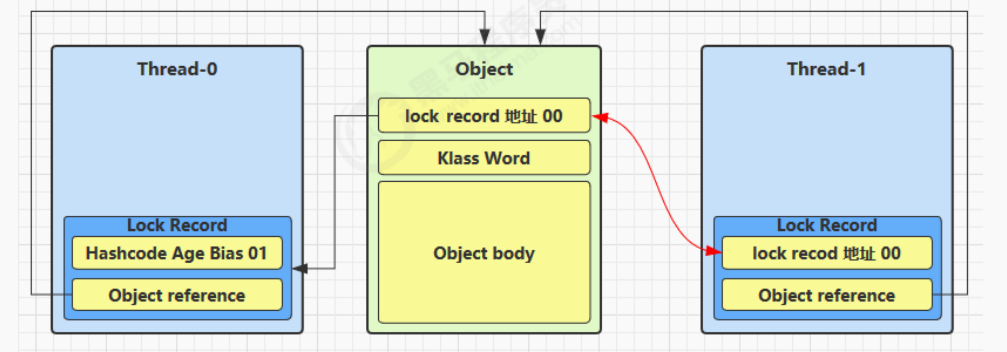 Thread-0
Lock Record
Hashcode Age Bias 01
Object reference
Object
lock record 地址 00
Klass Word
Object body
Thread-1
Lock Record
lock recod 地址 00
Object reference